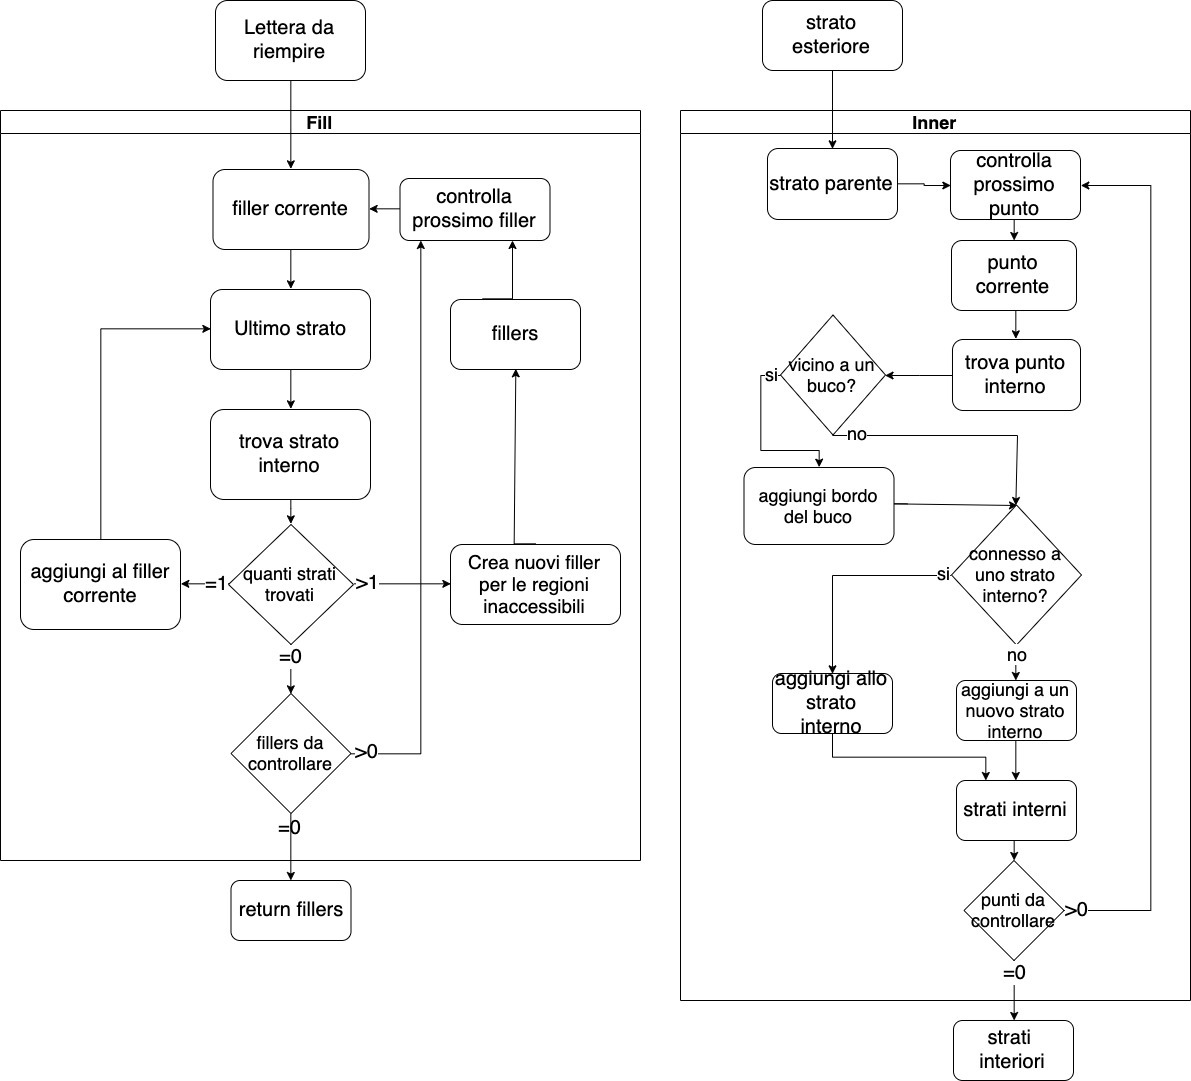 Lettera da
riempire
Fill
filler corrente
controlla
prossimo filler
Ultimo strato
fillers
trova strato
interno
aggiungi al filler
corrente
=1
quanti strati
trovati
>1
Crea nuovi filler
per le regioni
inaccessibili
=0
fillers da
controllare
>0
=0
return fillers
strato
esteriore
Inner
strato parente
controlla
prossimo
punto
punto
corrente
trova punto
interno
vicino a un
buco?
si
no
aggiungi bordo
del buco
connesso a
uno strato
interno?
si
no
aggiungi allo
strato
interno
aggiungi a un
nuovo strato
interno
strati interni
punti da
controllare
>0
=0
strati
interiori